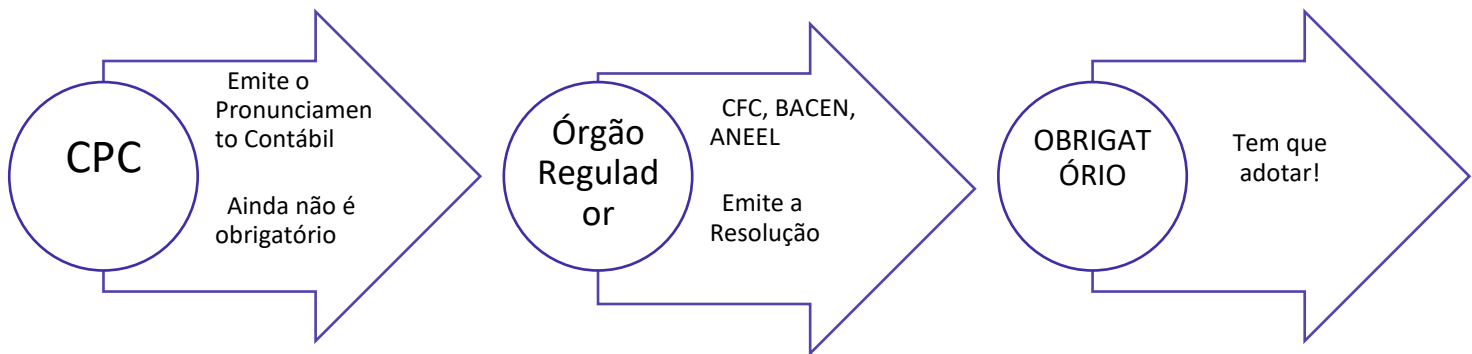 CPC
Emite o
Pronunciamen
to Contábil
Ainda não é
obrigatório
Órgão
Regulad
or
CFC, BACEN,
ANEEL
Emite a
Resolução
OBRIGAT
ÓRIO
Tem que
adotar!